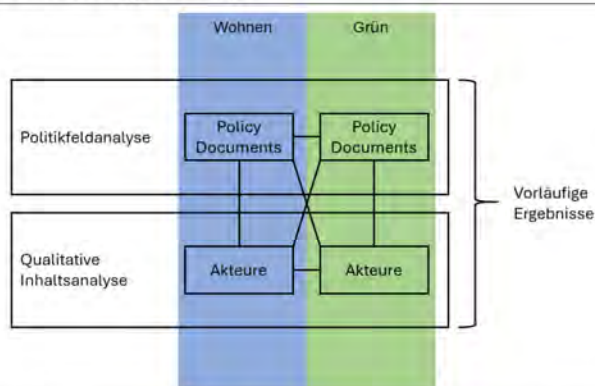 Wohnen
Grün
Politikfeldanalyse
Policy
Documents
Policy
Documents
Vorläufige
Ergebnisse
Qualitative
Inhaltsanalyse
Akteure
Akteure